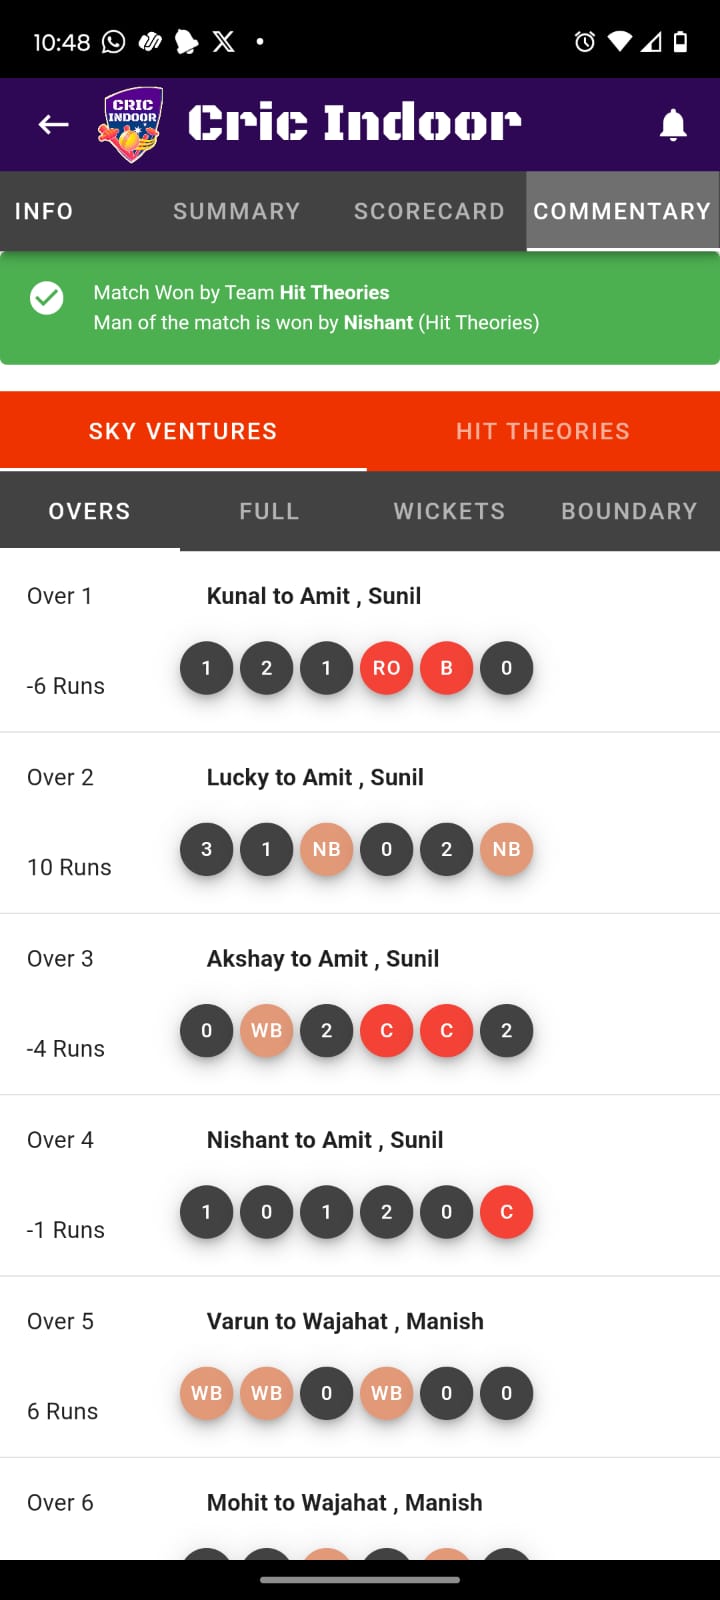 10:48
CRIC
INDOOR
Cric Indoor
INFO SUMMARY SCORECARD COMMENTARY
Match Won by Team Hit Theories
Man of the match is won by Nishant (Hit Theories)
SKY VENTURES HIT THEORIES
OVERS FULL WICKETS BOUNDARY
Over 1 Kunal to Amit , Sunil
1 2 1 RO B 0
-6 Runs
Over 2 Lucky to Amit , Sunil
3 1 NB 0 2 NB
10 Runs
Over 3 Akshay to Amit , Sunil
0 WB 2 C C 2
-4 Runs
Over 4 Nishant to Amit , Sunil
1 0 1 2 0 C
-1 Runs
Over 5 Varun to Wajahat , Manish
WB WB 0 WB 0 0
6 Runs
Over 6 Mohit to Wajahat , Manish